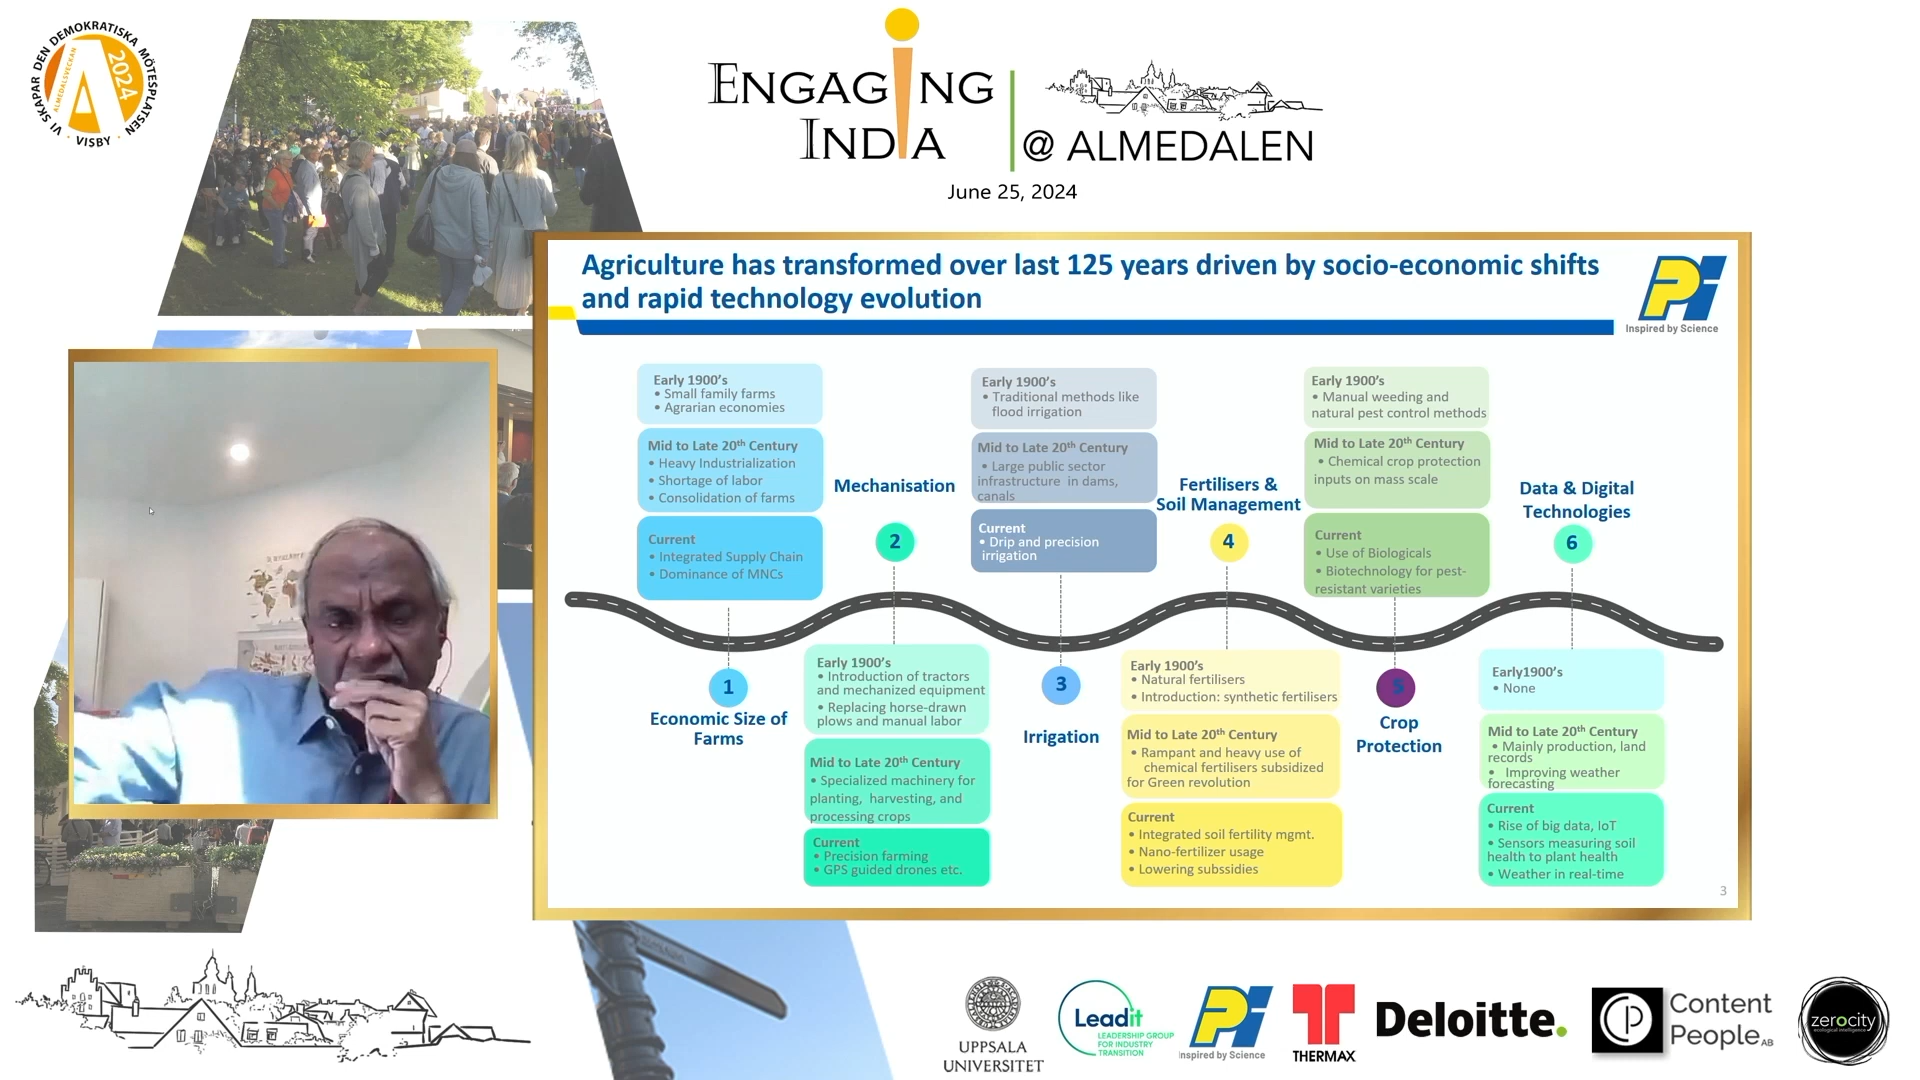 VI SKAPAR DEN DEMOKRATISKA MÖTESPLATSEN
ALMEDALSVECKAN
2024
VISBY
ENGAGING
INDIA
@ ALMEDALEN
June 25, 2024
Agriculture has transformed over last 125 years driven by socio-economic shifts
and rapid technology evolution
Pi
Inspired by Science
Early 1900's
• Small family farms
• Agrarian economies
Mid to Late 20th Century
• Heavy Industrialization
• Shortage of labor
• Consolidation of farms
Current
• Integrated Supply Chain
• Dominance of MNCs
1
Economic Size of
Farms
Mechanisation
2
Early 1900's
• Introduction of tractors
and mechanized equipment
• Replacing horse-drawn
plows and manual labor
Mid to Late 20th Century
• Specialized machinery for
planting, harvesting, and
processing crops
Current
• Precision farming
• GPS guided drones etc.
Early 1900's
• Traditional methods like
flood irrigation
Mid to Late 20th Century
• Large public sector
infrastructure in dams,
canals
Current
• Drip and precision
irrigation
3
Irrigation
Fertilisers &
Soil Management
4
Early 1900's
• Natural fertilisers
• Introduction: synthetic fertilisers
Mid to Late 20th Century
• Rampant and heavy use of
chemical fertilisers subsidized
for Green revolution
Current
• Integrated soil fertility mgmt.
• Nano-fertilizer usage
• Lowering subssidies
Early 1900's
• Manual weeding and
natural pest control methods
Mid to Late 20th Century
• Chemical crop protection
inputs on mass scale
Current
• Use of Biologicals
• Biotechnology for pest-
resistant varieties
5
Crop
Protection
Data & Digital
Technologies
6
Early1900's
• None
Mid to Late 20th Century
• Mainly production, land
records
• Improving weather
forecasting
Current
• Rise of big data, IoT
• Sensors measuring soil
health to plant health
• Weather in real-time
3
UPPSALA
UNIVERSITET
Leadit
LEADERSHIP GROUP
FOR INDUSTRY
TRANSITION
Pi
Inspired by Science
THERMAX
Deloitte.
Content
People AB
zerocity
ecological intelligence